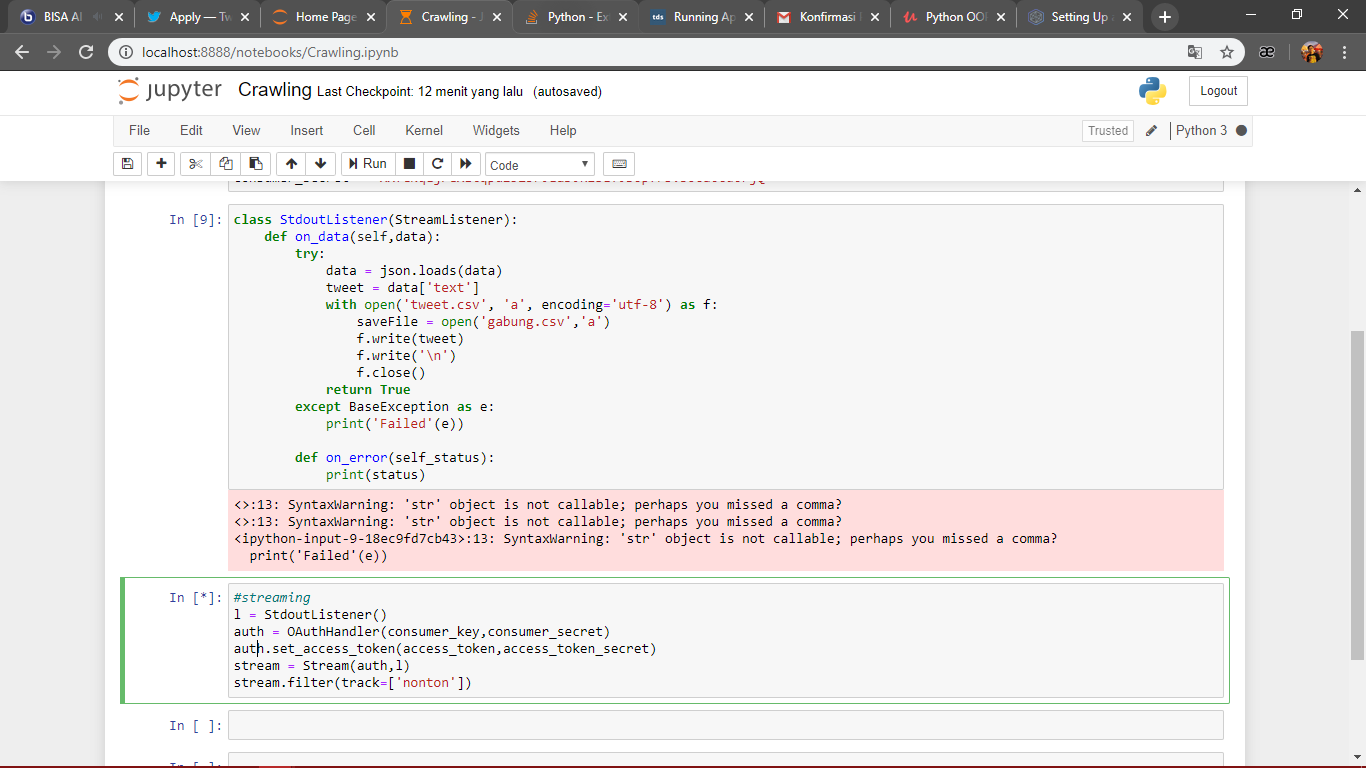 BISA AI
Apply — Tw
Home Page
Crawling - J
Python - Ex
tds
Running Ap
Konfirmasi
Python OOI
Setting Up
localhost:8888/notebooks/Crawling.ipynb
jupyter Crawling Last Checkpoint: 12 menit yang lalu (autosaved)
Logout
File Edit View Insert Cell Kernel Widgets Help
Trusted Python 3
Run Code
In [9]: class StdoutListener(StreamListener):
def on_data(self,data):
try:
data = json.loads(data)
tweet = data['text']
with open('tweet.csv', 'a', encoding='utf-8') as f:
saveFile = open('gabung.csv','a')
f.write(tweet)
f.write('\n')
f.close()
return True
except BaseException as e:
print('Failed'(e))
def on_error(self_status):
print(status)
<>:13: SyntaxWarning: 'str' object is not callable; perhaps you missed a comma?
<>:13: SyntaxWarning: 'str' object is not callable; perhaps you missed a comma?
<ipython-input-9-18ec9fd7cb43>:13: SyntaxWarning: 'str' object is not callable; perhaps you missed a comma?
print('Failed'(e))
In [*]: #streaming
l = StdoutListener()
auth = OAuthHandler(consumer_key,consumer_secret)
auth.set_access_token(access_token,access_token_secret)
stream = Stream(auth,l)
stream.filter(track=['nonton'])
In [ ]: